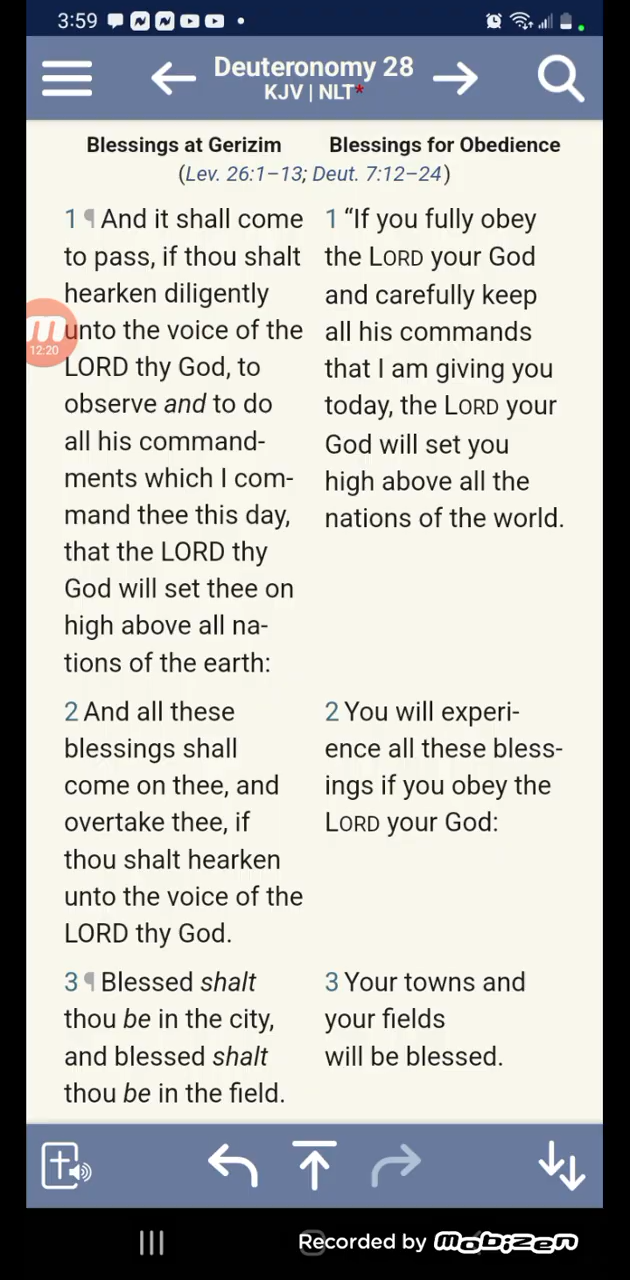 3:59
Deuteronomy 28
KJV | NLT*
Blessings at Gerizim
Blessings for Obedience
(Lev. 26:1–13; Deut. 7:12–24)
1 ¶ And it shall come
to pass, if thou shalt
hearken diligently
unto the voice of the
LORD thy God, to
observe and to do
all his command-
ments which I com-
mand thee this day,
that the LORD thy
God will set thee on
high above all na-
tions of the earth:
1 “If you fully obey
the LORD your God
and carefully keep
all his commands
that I am giving you
today, the LORD your
God will set you
high above all the
nations of the world.
12:20
2 And all these
blessings shall
come on thee, and
overtake thee, if
thou shalt hearken
unto the voice of the
LORD thy God.
2 You will experi-
ence all these bless-
ings if you obey the
LORD your God:
3 ¶ Blessed shalt
thou be in the city,
and blessed shalt
thou be in the field.
3 Your towns and
your fields
will be blessed.
Recorded by mobizen